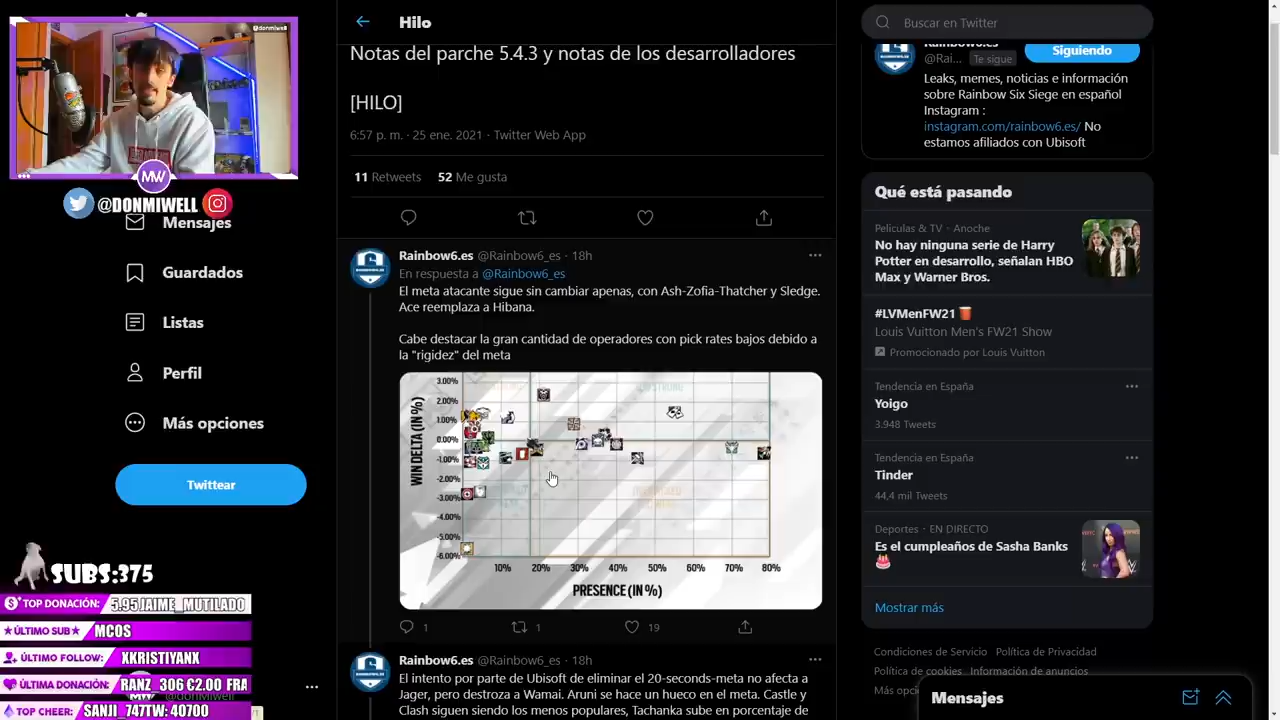 @donmiwell
MW
@DONMIWELL
Mensajes
Guardados
Listas
Perfil
Más opciones
Twittear
SUBS:375
TOP DONACIÓN: 5.95JAIME_MUTILADO
ÚLTIMO SUB MCOS
ÚLTIMO FOLLOW: XKRISTIYANX
ÚLTIMA DONACIÓN: RANZ_306 €2.00 FRA
@donmiwell
TOP CHEER: SANJI_747TW: 40700
Hilo
Notas del parche 5.4.3 y notas de los desarrolladores
[HILO]
6:57 p. m. · 25 ene. 2021 · Twitter Web App
11 Retweets 52 Me gusta
Rainbow6.es @Rainbow6_es · 18h
En respuesta a @Rainbow6_es
El meta atacante sigue sin cambiar apenas, con Ash-Zofia-Thatcher y Sledge.
Ace reemplaza a Hibana.
Cabe destacar la gran cantidad de operadores con pick rates bajos debido a
la "rigidez" del meta
WIN DELTA (IN %)
3.00%
2.00%
1.00%
0.00%
-1.00%
-2.00%
-3.00%
-4.00%
-5.00%
-6.00%
10% 20% 30% 40% 50% 60% 70% 80%
PRESENCE (IN %)
1 1 19
Rainbow6.es @Rainbow6_es · 18h
El intento por parte de Ubisoft de eliminar el 20-seconds-meta no afecta a
Jager, pero destroza a Wamai. Aruni se hace un hueco en el meta. Castle y
Clash siguen siendo los menos populares, Tachanka sube en porcentaje de
Buscar en Twitter
Rainbow6.es
@Rai... Te sigue
Siguiendo
Leaks, memes, noticias e información
sobre Rainbow Six Siege en español
Instagram :
instagram.com/rainbow6.es/ No
estamos afiliados con Ubisoft
Qué está pasando
Películas & TV · Anoche
No hay ninguna serie de Harry
Potter en desarrollo, señalan HBO
Max y Warner Bros.
#LVMenFW21
Louis Vuitton Men's FW21 Show
Promocionado por Louis Vuitton
Tendencia en España
Yoigo
3.948 Tweets
Tendencia en España
Tinder
44,4 mil Tweets
Deportes · EN DIRECTO
Es el cumpleaños de Sasha Banks
Mostrar más
Condiciones de Servicio Política de Privacidad
Política de cookies Información de anuncios
Más opci
Mensajes